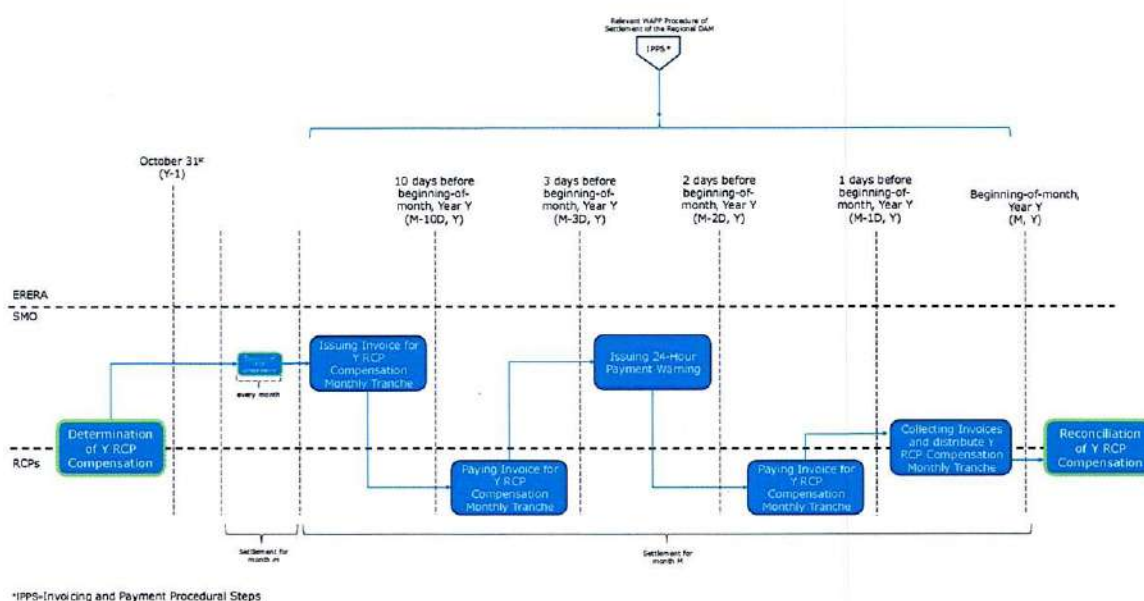 Relevant WAPP Procedure of
Settlement of the Regional DAM
IPPS*
October 31st
(Y-1)
10 days before
beginning-of-
month, Year Y
(M-10D, Y)
3 days before
beginning-of-
month, Year Y
(M-3D, Y)
2 days before
beginning-of-
month, Year Y
(M-2D, Y)
1 days before
beginning-of-
month, Year Y
(M-1D, Y)
Beginning-of-month,
Year Y
(M, Y)
ERERA
SMO
Issuing Invoice for
Y RCP
Compensation
Monthly Tranche
Issuing 24-Hour
Payment Warning
every month
Determination
of Y RCP
Compensation
Collecting Invoices
and distribute Y
RCP Compensation
Monthly Tranche
Reconciliation
of Y RCP
Compensation
RCPs
Paying Invoice for
Y RCP
Compensation
Monthly Tranche
Paying Invoice for
Y RCP
Compensation
Monthly Tranche
Settlement for
month m
Settlement for
month M
*IPPS=Invoicing and Payment Procedural Steps